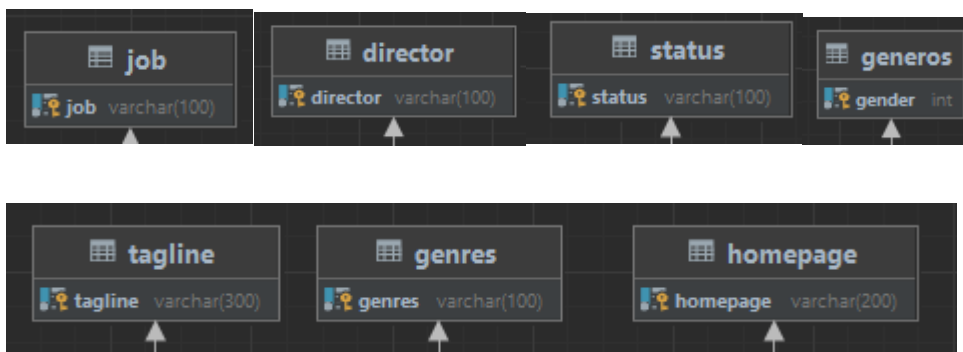 job
job varchar(100)
director
director varchar(100)
status
status varchar(100)
generos
gender int
tagline
tagline varchar(300)
genres
genres varchar(100)
homepage
homepage varchar(200)